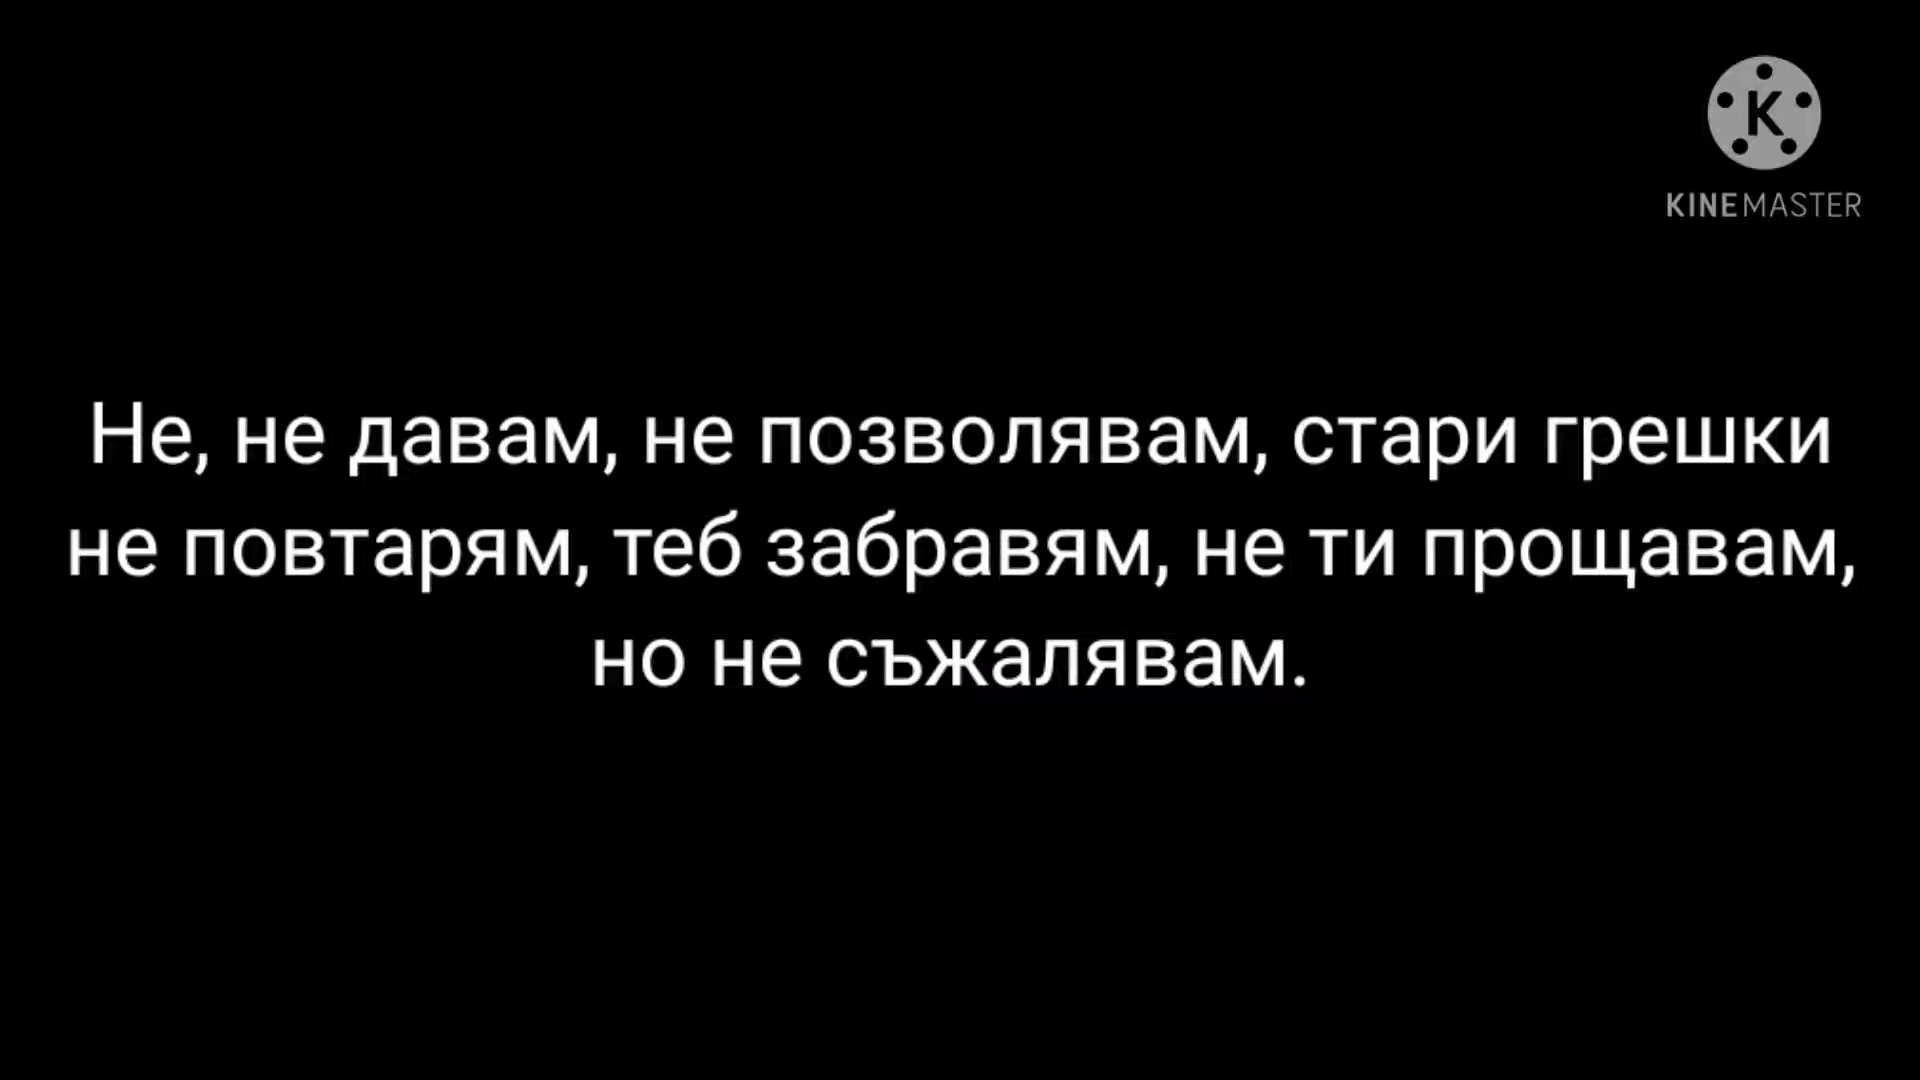 KINEMASTER
Не, не давам, не позволявам, стари грешки
не повтарям, теб забравям, не ти прощавам,
но не съжалявам.